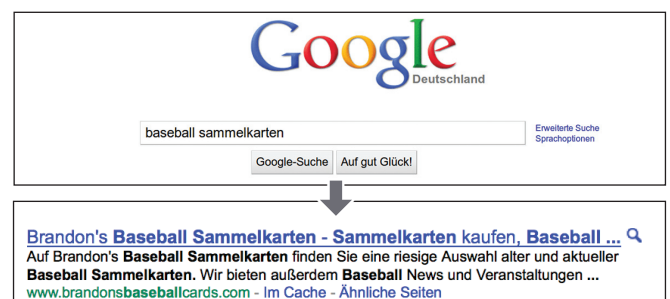 Google
Deutschland
baseball sammelkarten
Erweiterte Suche
Sprachoptionen
Google-Suche Auf gut Glück!
Brandon's Baseball Sammelkarten - Sammelkarten kaufen, Baseball ...
Auf Brandon's Baseball Sammelkarten finden Sie eine riesige Auswahl alter und aktueller
Baseball Sammelkarten. Wir bieten außerdem Baseball News und Veranstaltungen ...
www.brandonsbaseballcards.com - Im Cache - Ähnliche Seiten